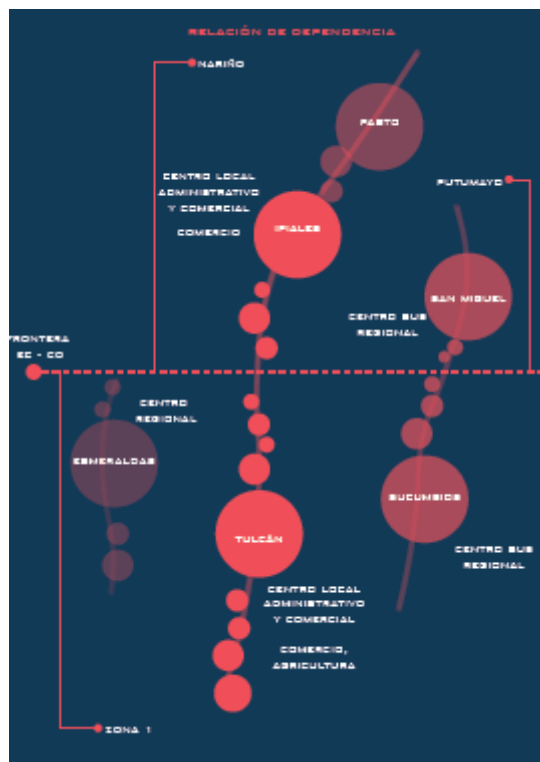 RELACIÓN DE DEPENDENCIA
NARIÑO
PASTO
CENTRO LOCAL
ADMINISTRATIVO
Y COMERCIAL
COMERCIO
IPIALES
PUTUMAYO
SAN MIGUEL
CENTRO SUB
REGIONAL
FRONTERA
EC - CO
CENTRO
REGIONAL
ESMERALDAS
SUCUMBIOS
TULCÁN
CENTRO SUB
REGIONAL
CENTRO LOCAL
ADMINISTRATIVO
Y COMERCIAL
COMERCIO,
AGRICULTURA
ZONA 1